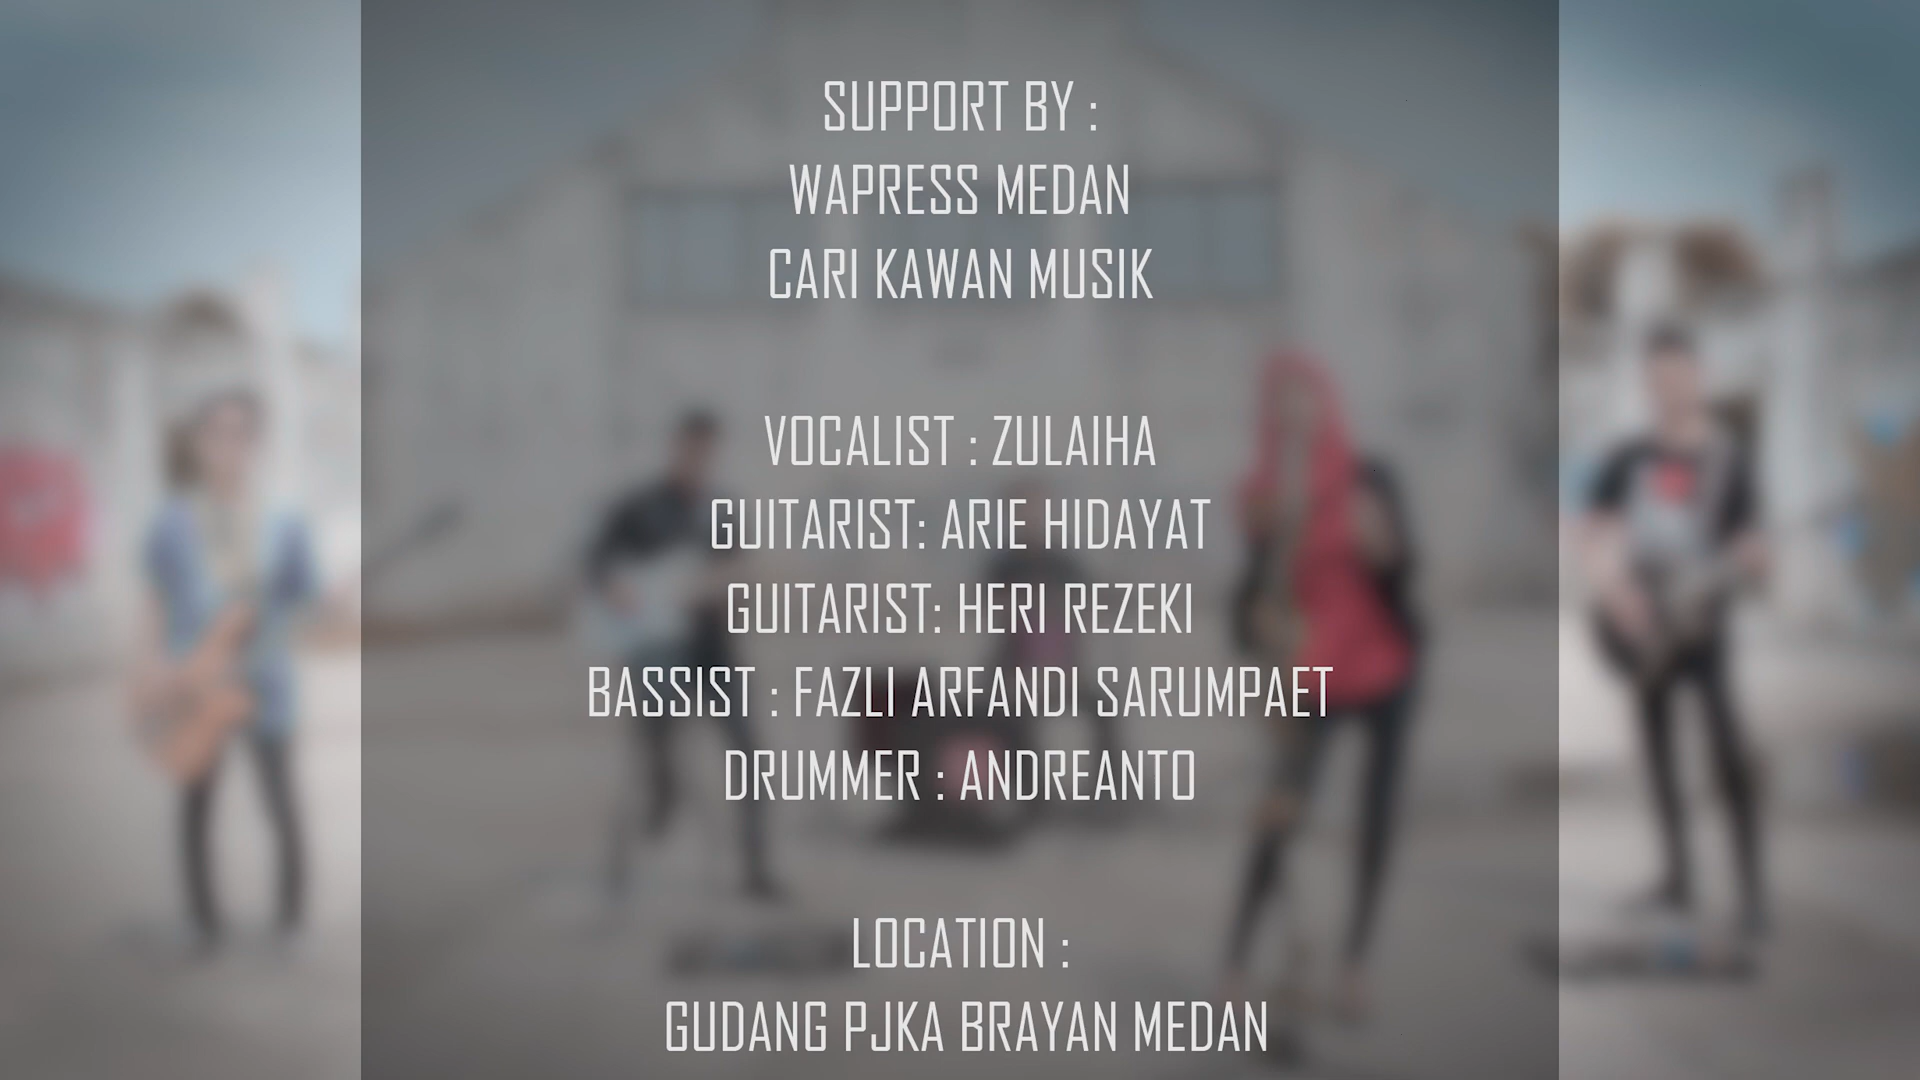 SUPPORT BY :
WAPRESS MEDAN
CARI KAWAN MUSIK
VOCALIST : ZULAIHA
GUITARIST: ARIE HIDAYAT
GUITARIST: HERI REZEKI
BASSIST : FAZLI ARFANDI SARUMPAET
DRUMMER : ANDREANTO
LOCATION :
GUDANG PJKA BRAYAN MEDAN